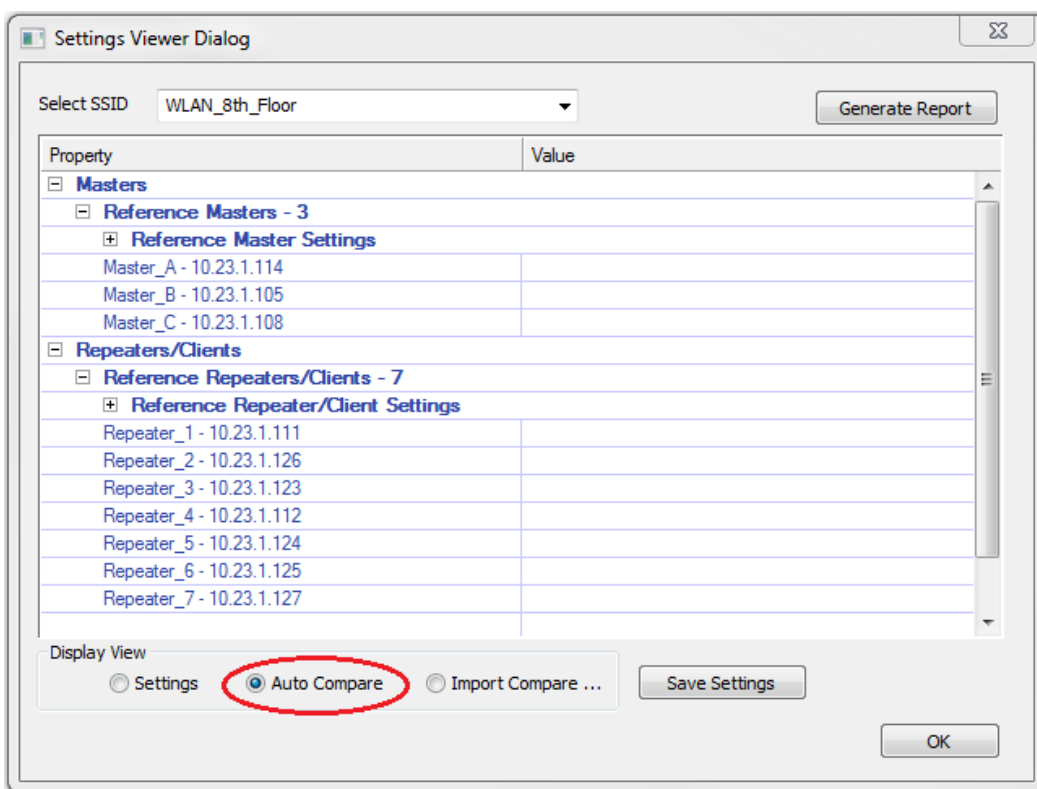 Settings Viewer Dialog
Select SSID WLAN_8th_Floor Generate Report
Property Value
Masters
Reference Masters - 3
Reference Master Settings
Master_A - 10.23.1.114
Master_B - 10.23.1.105
Master_C - 10.23.1.108
Repeaters/Clients
Reference Repeaters/Clients - 7
Reference Repeater/Client Settings
Repeater_1 - 10.23.1.111
Repeater_2 - 10.23.1.126
Repeater_3 - 10.23.1.123
Repeater_4 - 10.23.1.112
Repeater_5 - 10.23.1.124
Repeater_6 - 10.23.1.125
Repeater_7 - 10.23.1.127
Display View
Settings Auto Compare Import Compare ... Save Settings
OK